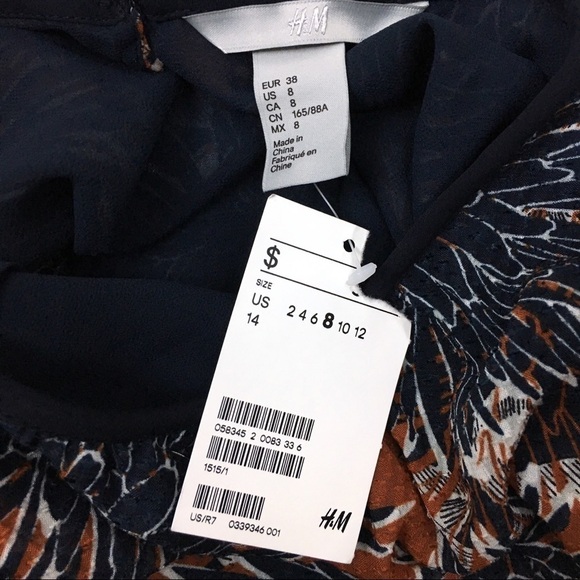 H&M
EUR 38
US 8
CA 8
CN 165/88A
MX 8
Made in
China
Fabriqué en
Chine
$
SIZE
US 2 4 6 8 10 12
14
058345 2 0083 33 6
1515/1
US/R7 0339346 001
H&M